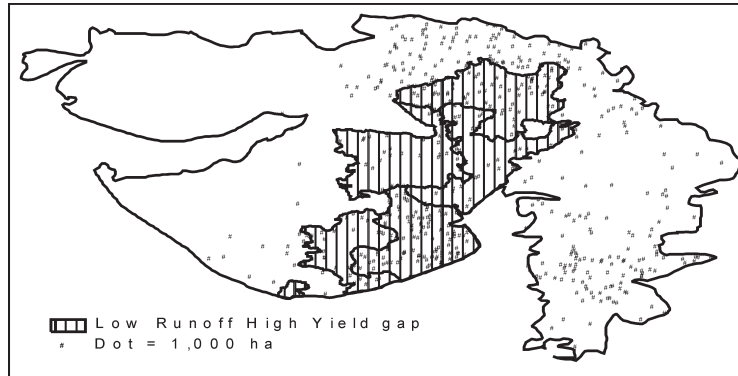 Low Runoff High Yield gap
# Dot = 1,000 ha